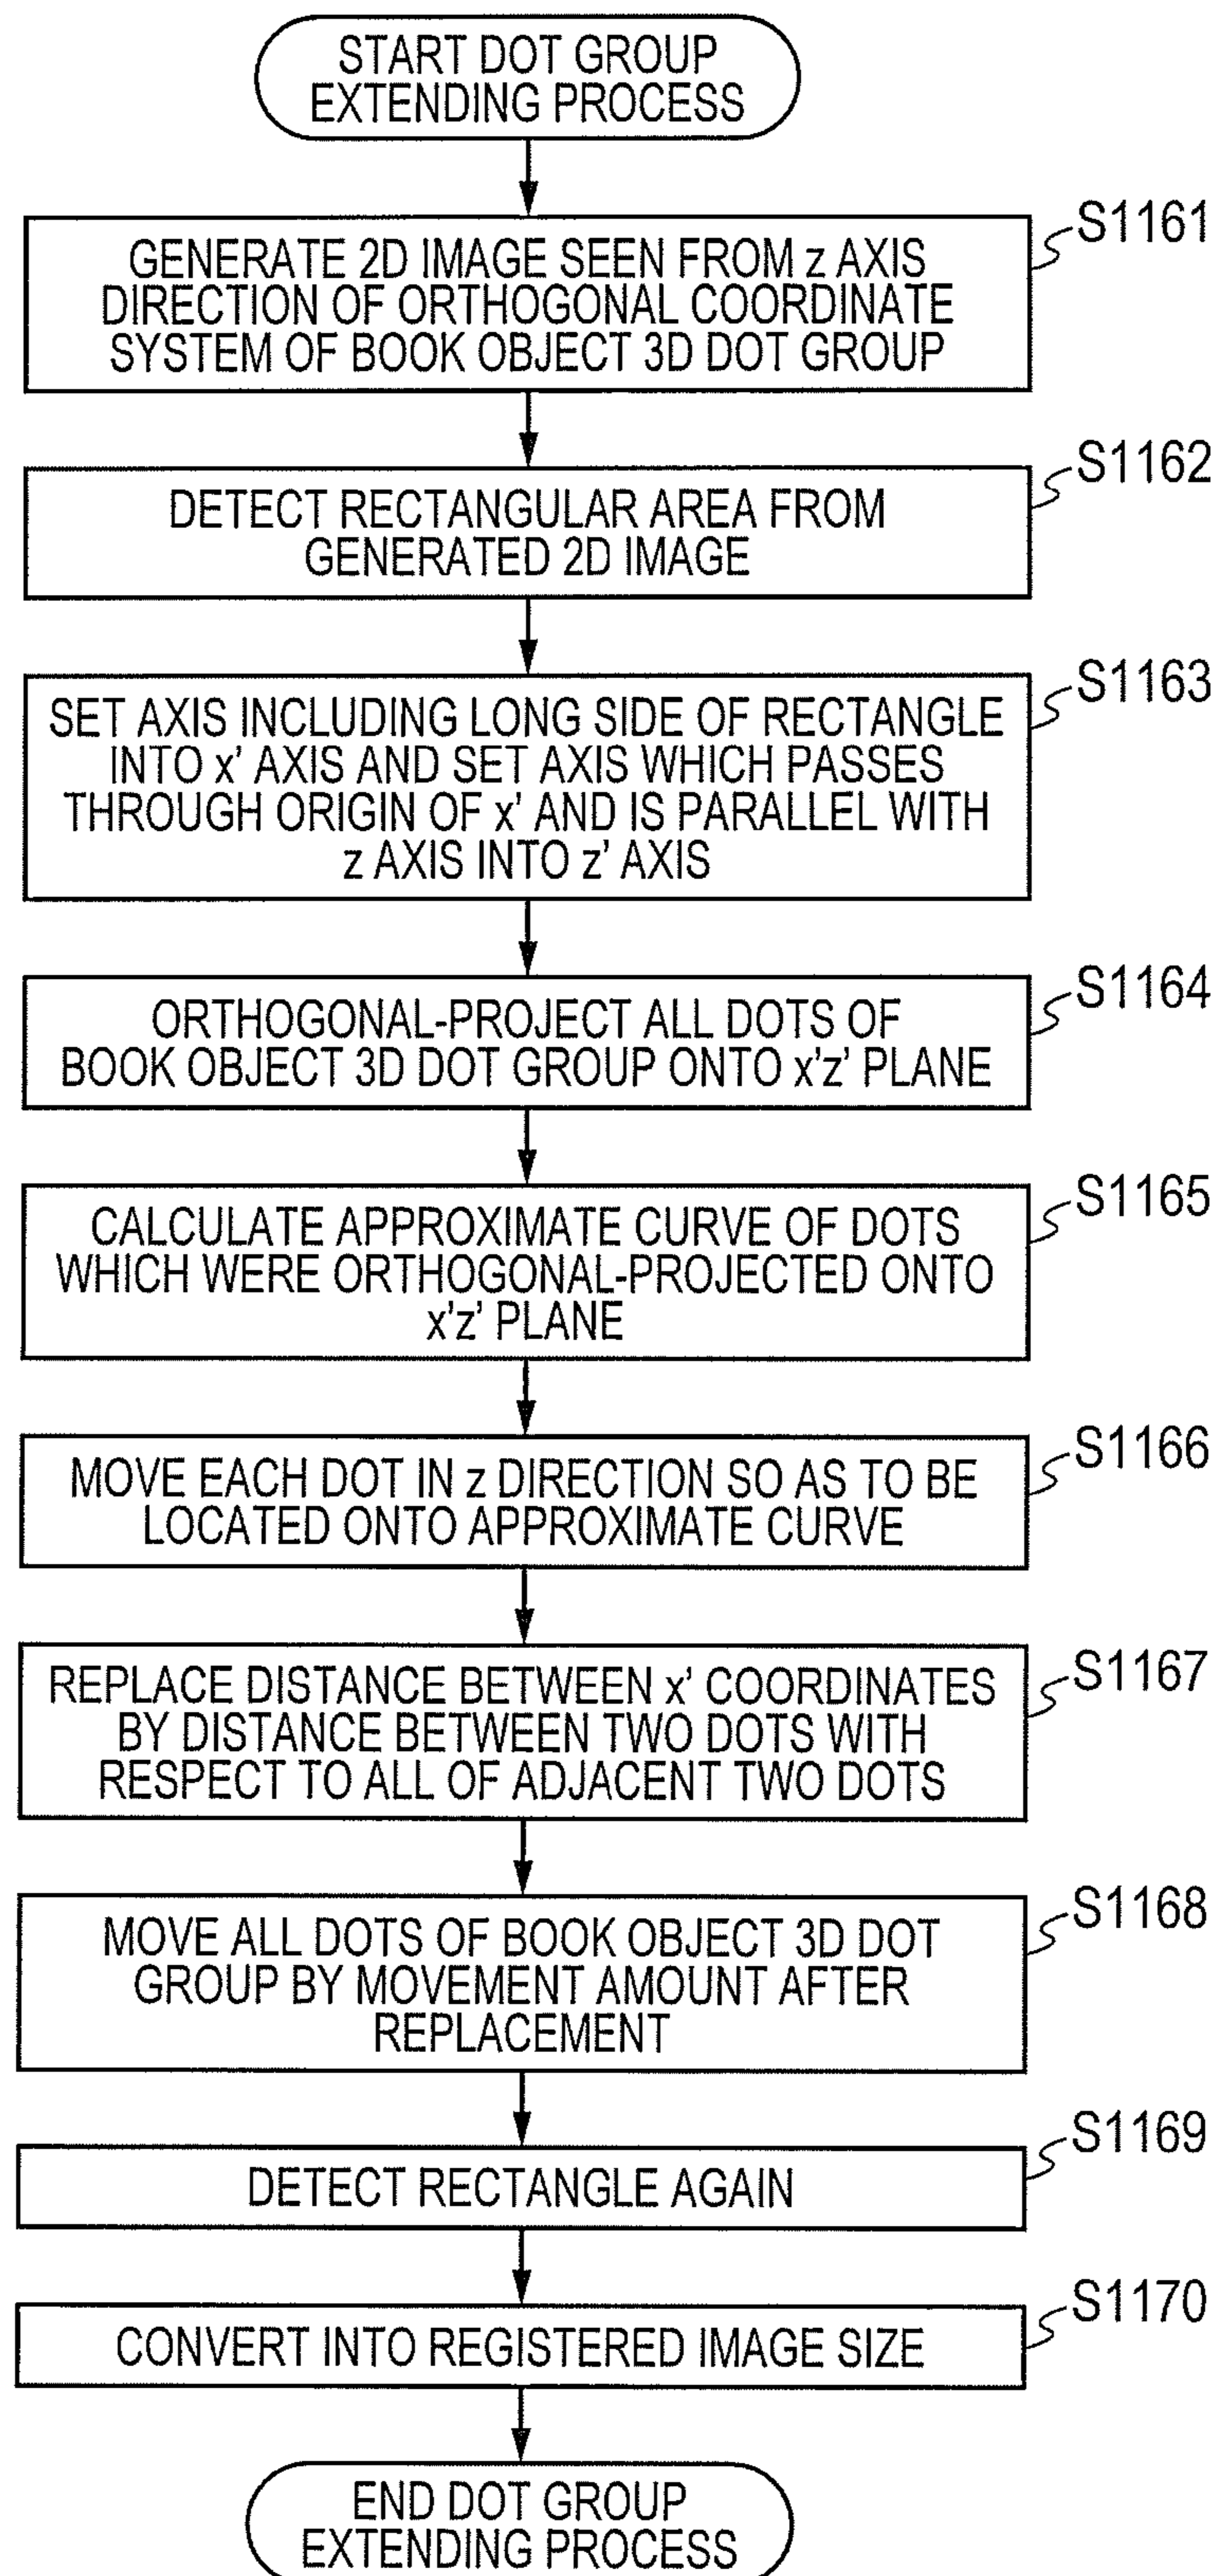 START DOT GROUP
EXTENDING PROCESS
S1161
GENERATE 2D IMAGE SEEN FROM z AXIS
DIRECTION OF ORTHOGONAL COORDINATE
SYSTEM OF BOOK OBJECT 3D DOT GROUP
S1162
DETECT RECTANGULAR AREA FROM
GENERATED 2D IMAGE
S1163
SET AXIS INCLUDING LONG SIDE OF RECTANGLE
INTO x' AXIS AND SET AXIS WHICH PASSES
THROUGH ORIGIN OF x' AND IS PARALLEL WITH
z AXIS INTO z' AXIS
S1164
ORTHOGONAL-PROJECT ALL DOTS OF
BOOK OBJECT 3D DOT GROUP ONTO x'z' PLANE
S1165
CALCULATE APPROXIMATE CURVE OF DOTS
WHICH WERE ORTHOGONAL-PROJECTED ONTO
x'z' PLANE
S1166
MOVE EACH DOT IN z DIRECTION SO AS TO BE
LOCATED ONTO APPROXIMATE CURVE
S1167
REPLACE DISTANCE BETWEEN x' COORDINATES
BY DISTANCE BETWEEN TWO DOTS WITH
RESPECT TO ALL OF ADJACENT TWO DOTS
S1168
MOVE ALL DOTS OF BOOK OBJECT 3D DOT
GROUP BY MOVEMENT AMOUNT AFTER
REPLACEMENT
S1169
DETECT RECTANGLE AGAIN
S1170
CONVERT INTO REGISTERED IMAGE SIZE
END DOT GROUP
EXTENDING PROCESS